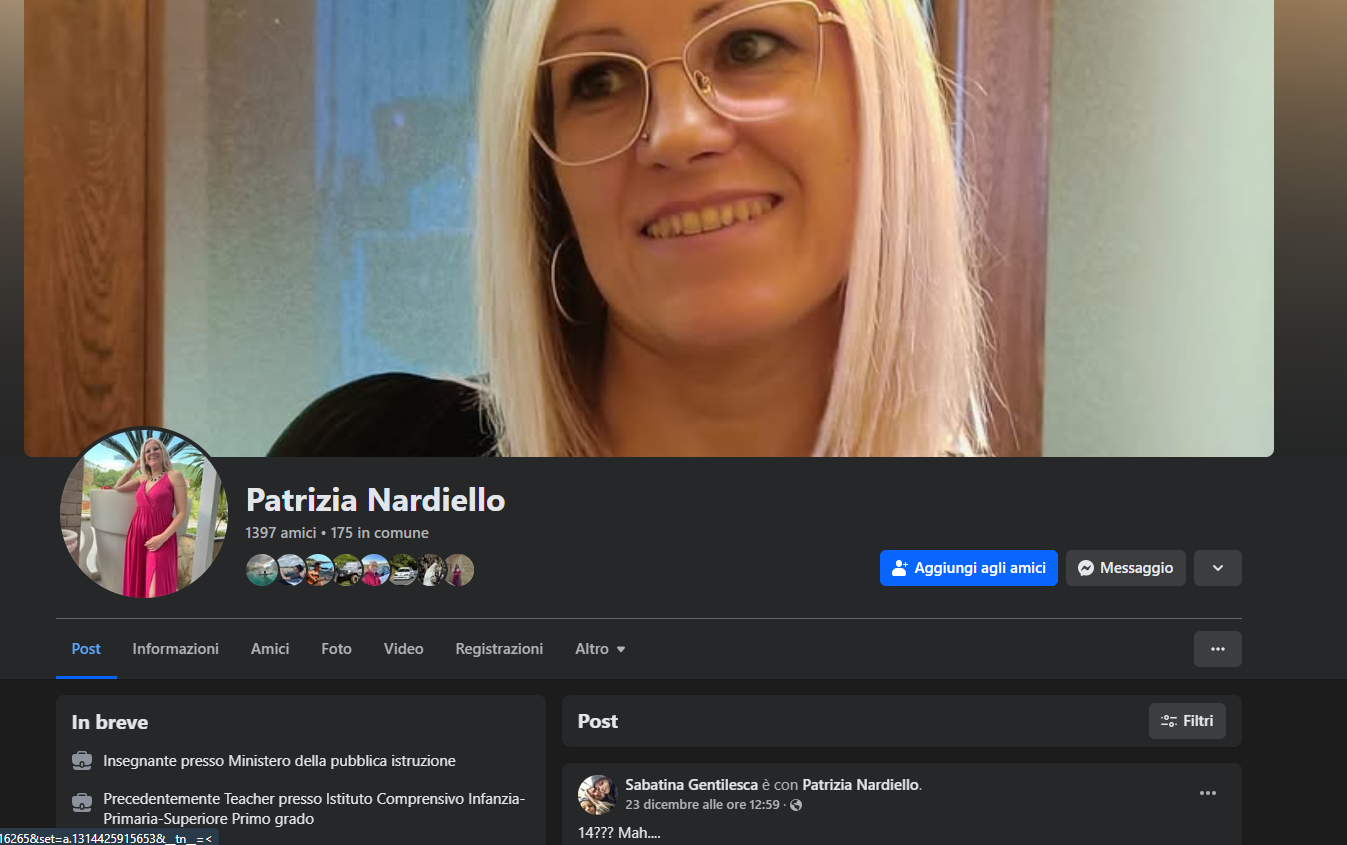 Patrizia Nardiello
1397 amici • 175 in comune
Aggiungi agli amici
Messaggio
Post
Informazioni
Amici
Foto
Video
Registrazioni
Altro
In breve
Insegnante presso Ministero della pubblica istruzione
Precedentemente Teacher presso Istituto Comprensivo Infanzia-
Primaria-Superiore Primo grado
Post
Filtri
Sabatina Gentilesca è con Patrizia Nardiello.
23 dicembre alle ore 12:59 ·
14??? Mah....
16265&set=a.131442591565​3&__tn__=<